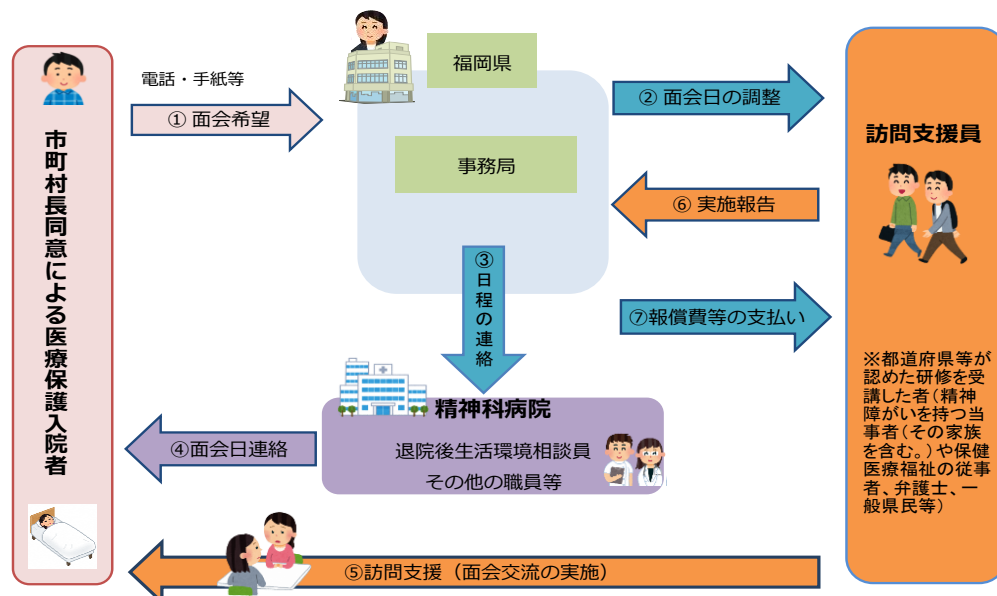 市町村長同意による医療保護入院者
電話・手紙等
① 面会希望
福岡県
事務局
② 面会日の調整
⑥ 実施報告
③日程の連絡
⑦報償費等の支払い
精神科病院
退院後生活環境相談員
その他の職員等
④面会日連絡
⑤訪問支援（面会交流の実施）
訪問支援員
※都道府県等が
認めた研修を受
講した者（精神
障がいを持つ当
事者（その家族
を含む。）や保健
医療福祉の従事
者、弁護士、一
般県民等）